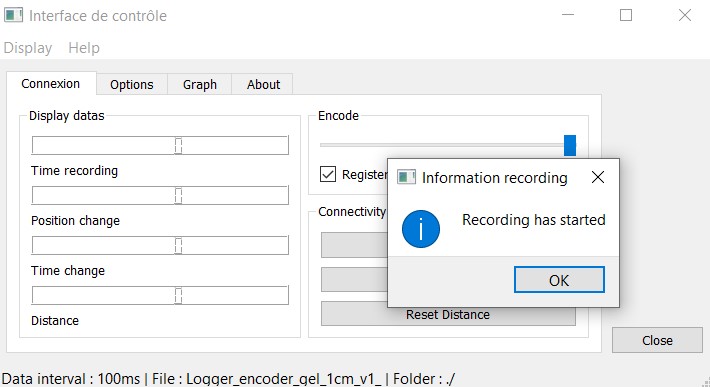 Interface de contrôle
Display Help
Connexion Options Graph About
Display datas
Time recording
Position change
Time change
Distance
Encode
Register
Connectivity
Reset Distance
Information recording
Recording has started
OK
Close
Data interval : 100ms | File : Logger_encoder_gel_1cm_v1_ | Folder : ./